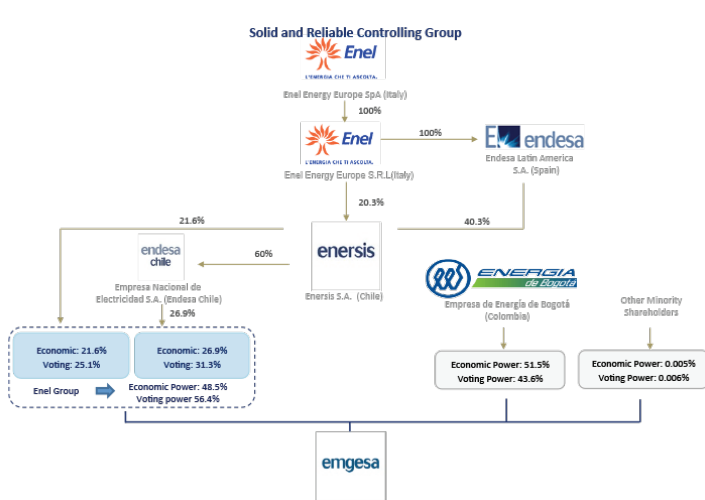 Solid and Reliable Controlling Group
Enel
L'ENERGIA CHE TI ASCOLTA.
Enel Energy Europe SpA (Italy)
100%
Enel
L'ENERGIA CHE TI ASCOLTA.
100%
endesa
Enel Energy Europe S.R.L(Italy)
Endesa Latin America
S.A. (Spain)
20.3%
21.6%
40.3%
endesa
chile
60%
enersis
ENERGIA
de Bogota
Empresa Nacional de
Electricidad S.A. (Endesa Chile)
Enersis S.A. (Chile)
Empresa de Energía de Bogotá
(Colombia)
Other Minority
Shareholders
26.9%
Economic: 21.6%
Voting: 25.1%
Economic: 26.9%
Voting: 31.3%
Economic Power: 51.5%
Voting Power: 43.6%
Economic Power: 0.005%
Voting Power: 0.006%
Enel Group
Economic Power: 48.5%
Voting power 56.4%
emgesa